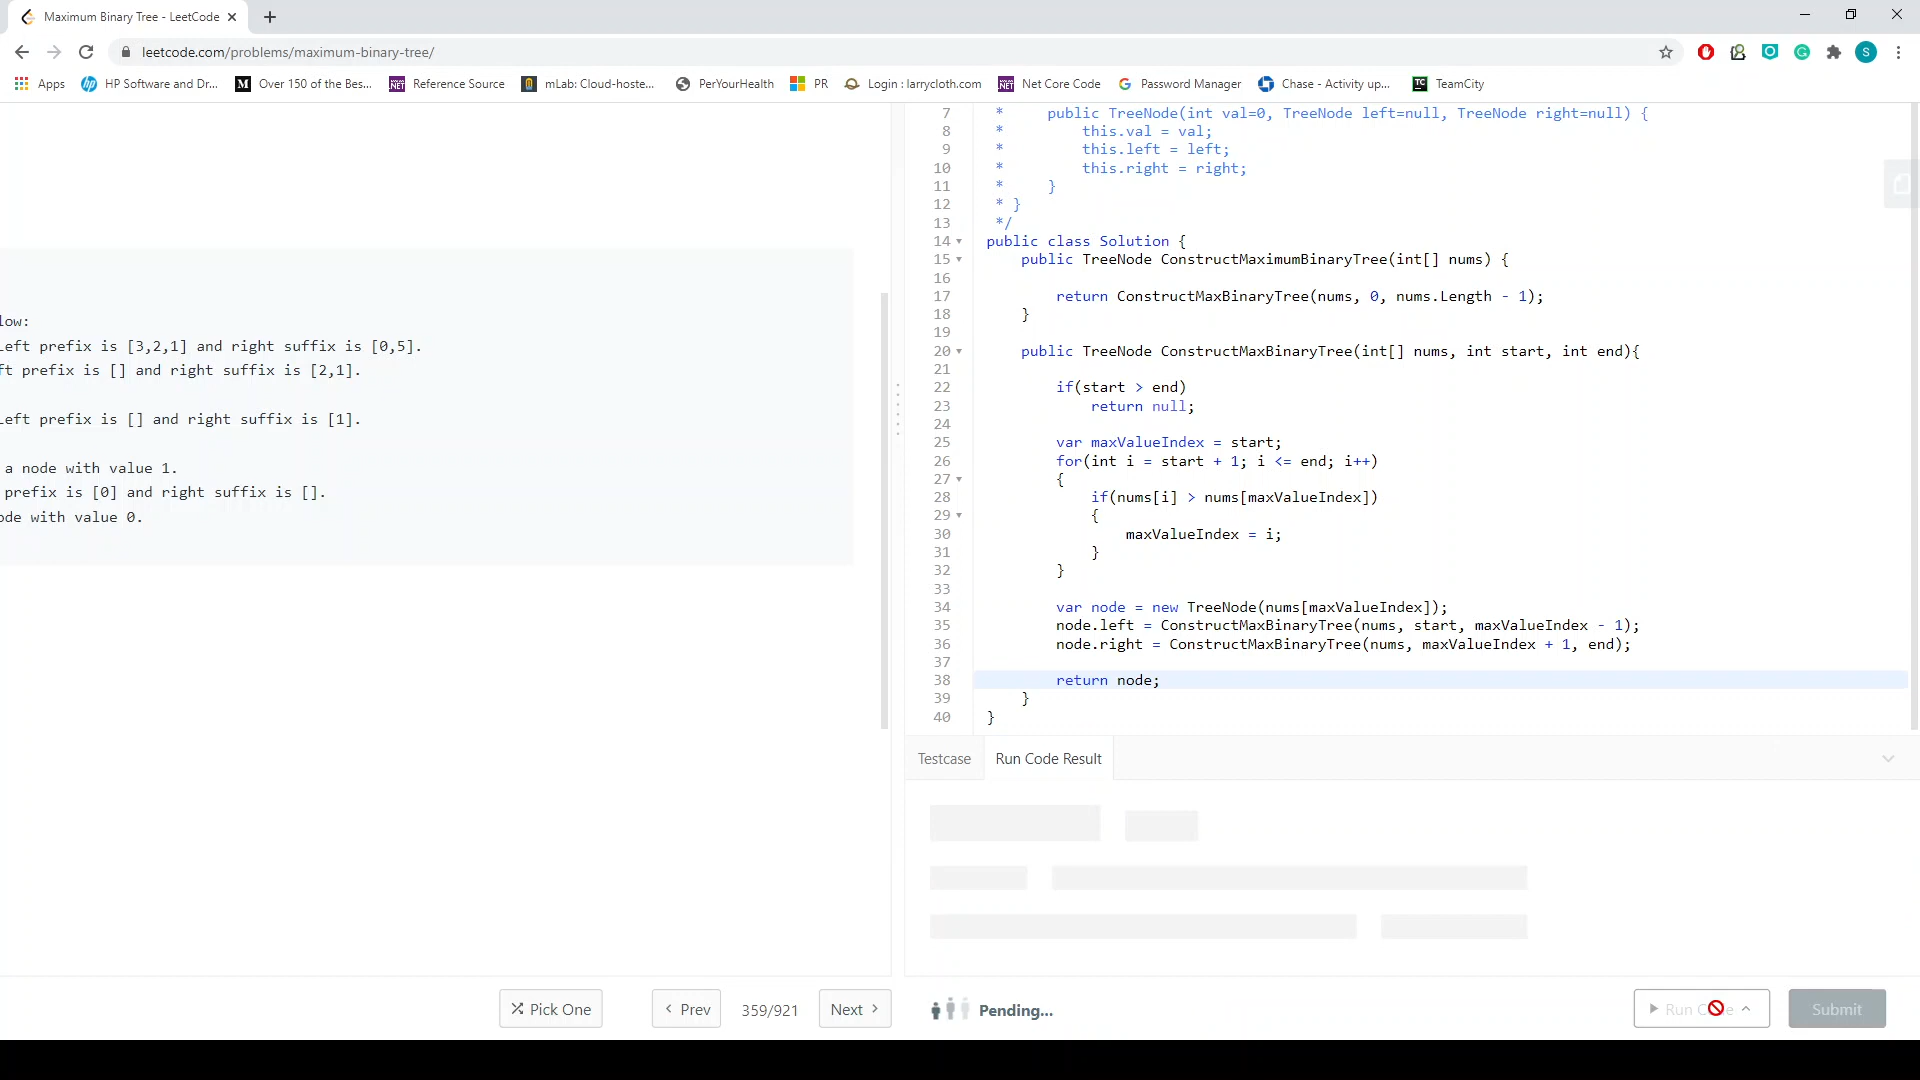 Maximum Binary Tree - LeetCode
leetcode.com/problems/maximum-binary-tree/
S
Apps HP Software and Dr... Over 150 of the Bes... Reference Source mLab: Cloud-hoste... PerYourHealth PR Login : larrycloth.com Net Core Code Password Manager Chase - Activity up... TeamCity
low:
Left prefix is [3,2,1] and right suffix is [0,5].
ft prefix is [] and right suffix is [2,1].
Left prefix is [] and right suffix is [1].
a node with value 1.
prefix is [0] and right suffix is [].
ode with value 0.
7 *     public TreeNode(int val=0, TreeNode left=null, TreeNode right=null) {
8 *         this.val = val;
9 *         this.left = left;
10 *         this.right = right;
11 *     }
12 * }
13 */
14 public class Solution {
15     public TreeNode ConstructMaximumBinaryTree(int[] nums) {
16
17         return ConstructMaxBinaryTree(nums, 0, nums.Length - 1);
18     }
19
20     public TreeNode ConstructMaxBinaryTree(int[] nums, int start, int end){
21
22         if(start > end)
23             return null;
24
25         var maxValueIndex = start;
26         for(int i = start + 1; i <= end; i++)
27         {
28             if(nums[i] > nums[maxValueIndex])
29             {
30                 maxValueIndex = i;
31             }
32         }
33
34         var node = new TreeNode(nums[maxValueIndex]);
35         node.left = ConstructMaxBinaryTree(nums, start, maxValueIndex - 1);
36         node.right = ConstructMaxBinaryTree(nums, maxValueIndex + 1, end);
37
38         return node;
39     }
40 }
Testcase Run Code Result
Pick One Prev 359/921 Next Pending... Run Code Submit